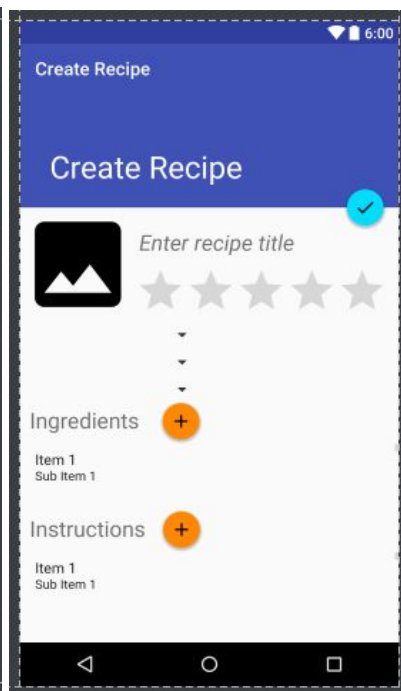 6:00
Create Recipe
Create Recipe
Enter recipe title
Ingredients +
Item 1
Sub Item 1
Instructions +
Item 1
Sub Item 1